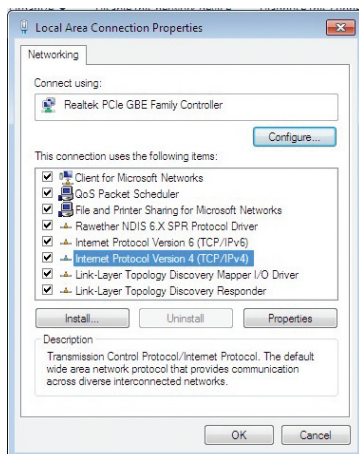 Local Area Connection Properties
Networking
Connect using:
Realtek PCIe GBE Family Controller
Configure...
This connection uses the following items:
Client for Microsoft Networks
QoS Packet Scheduler
File and Printer Sharing for Microsoft Networks
Rawether NDIS 6.X SPR Protocol Driver
Internet Protocol Version 6 (TCP/IPv6)
Internet Protocol Version 4 (TCP/IPv4)
Link-Layer Topology Discovery Mapper I/O Driver
Link-Layer Topology Discovery Responder
Install... Uninstall Properties
Description
Transmission Control Protocol/Internet Protocol. The default
wide area network protocol that provides communication
across diverse interconnected networks.
OK Cancel